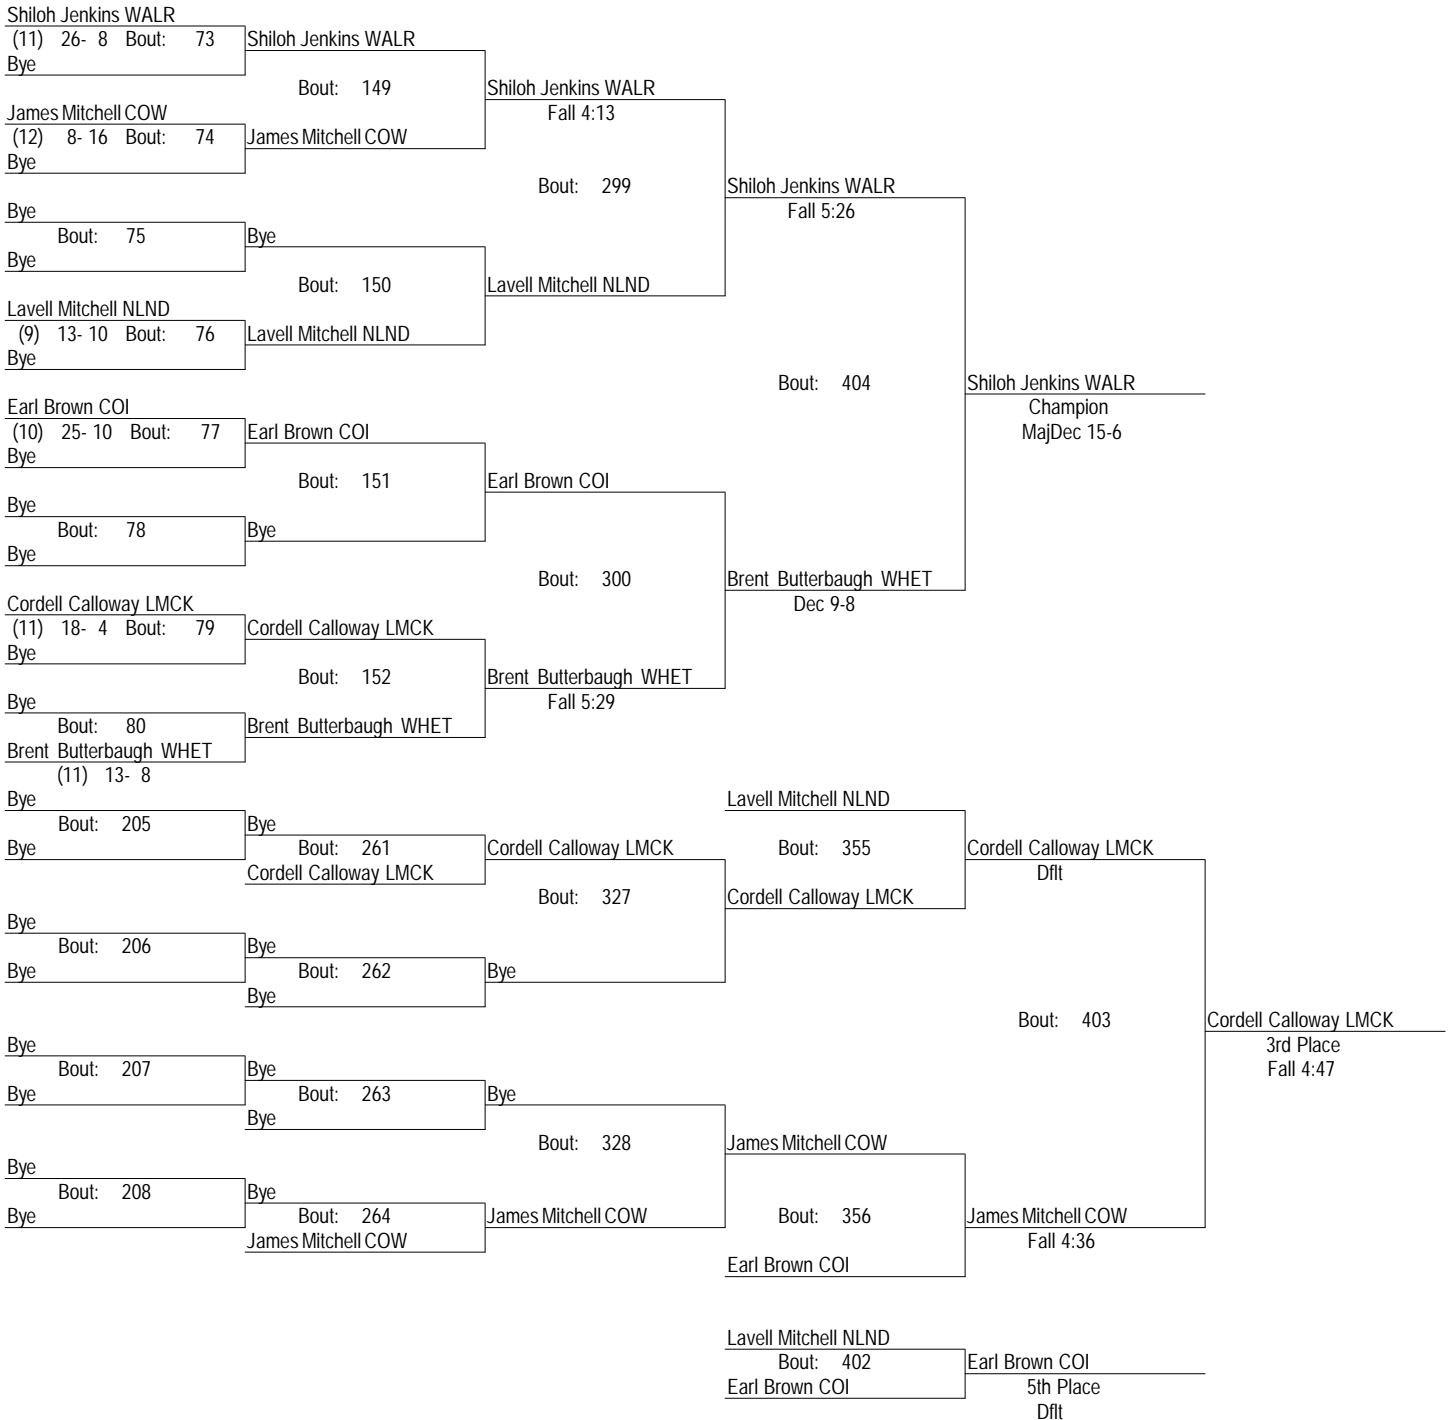 Shiloh Jenkins WALR
(11) 26- 8 Bout: 73
Bye
Shiloh Jenkins WALR
Bout: 149
James Mitchell COW
(12) 8- 16 Bout: 74
Bye
James Mitchell COW
Shiloh Jenkins WALR
Fall 4:13
Bout: 299
Bye
Bout: 75
Bye
Bye
Bout: 150
Lavell Mitchell NLND
(9) 13- 10 Bout: 76
Bye
Lavell Mitchell NLND
Lavell Mitchell NLND
Shiloh Jenkins WALR
Fall 5:26
Bout: 404
Earl Brown COI
(10) 25- 10 Bout: 77
Bye
Earl Brown COI
Bout: 151
Bye
Bout: 78
Bye
Bye
Earl Brown COI
Bout: 300
Cordell Calloway LMCK
(11) 18- 4 Bout: 79
Bye
Cordell Calloway LMCK
Bout: 152
Bye
Bout: 80
Brent Butterbaugh WHET
(11) 13- 8
Brent Butterbaugh WHET
Brent Butterbaugh WHET
Fall 5:29
Brent Butterbaugh WHET
Dec 9-8
Shiloh Jenkins WALR
Champion
MajDec 15-6
Bye
Bout: 205
Bye
Bye
Bout: 261
Cordell Calloway LMCK
Cordell Calloway LMCK
Bout: 327
Bye
Bout: 206
Bye
Bye
Bout: 262
Bye
Bye
Lavell Mitchell NLND
Bout: 355
Cordell Calloway LMCK
Cordell Calloway LMCK
Dflt
Bout: 403
Bye
Bout: 207
Bye
Bye
Bout: 263
Bye
Bye
Bout: 328
Bye
Bout: 208
Bye
Bye
Bout: 264
James Mitchell COW
James Mitchell COW
James Mitchell COW
Bout: 356
Earl Brown COI
James Mitchell COW
Fall 4:36
Cordell Calloway LMCK
3rd Place
Fall 4:47
Lavell Mitchell NLND
Bout: 402
Earl Brown COI
Earl Brown COI
5th Place
Dflt